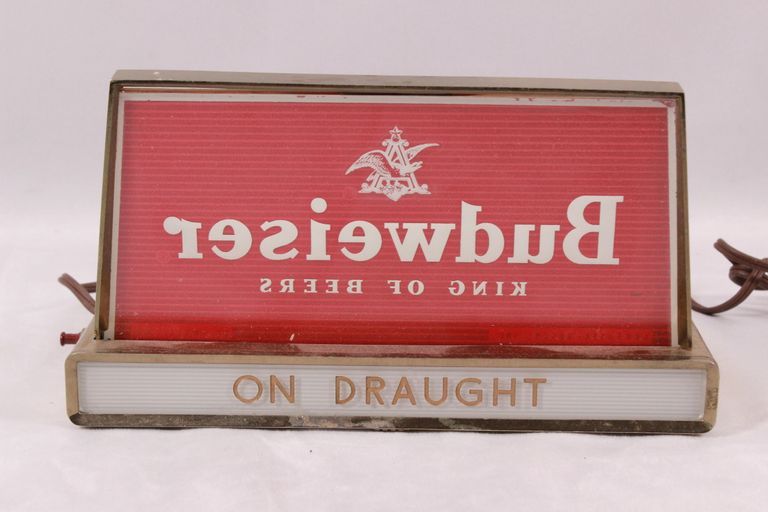 Budweiser
KING OF BEERS
ON DRAUGHT